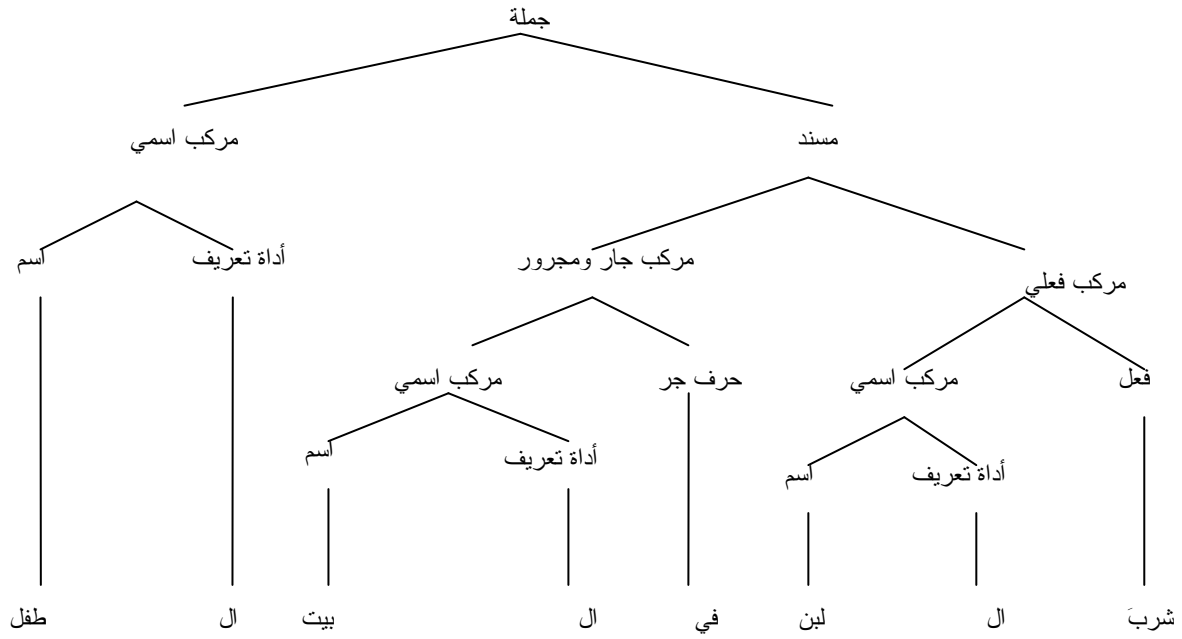 جملة
مسند مركب اسمي
مركب جار ومجرور أداة تعريف اسم
مركب فعلي
فعل مركب اسمي حرف جر مركب اسمي
أداة تعريف اسم
أداة تعريف اسم
شربَ ال لبن في ال بيت ال طفل